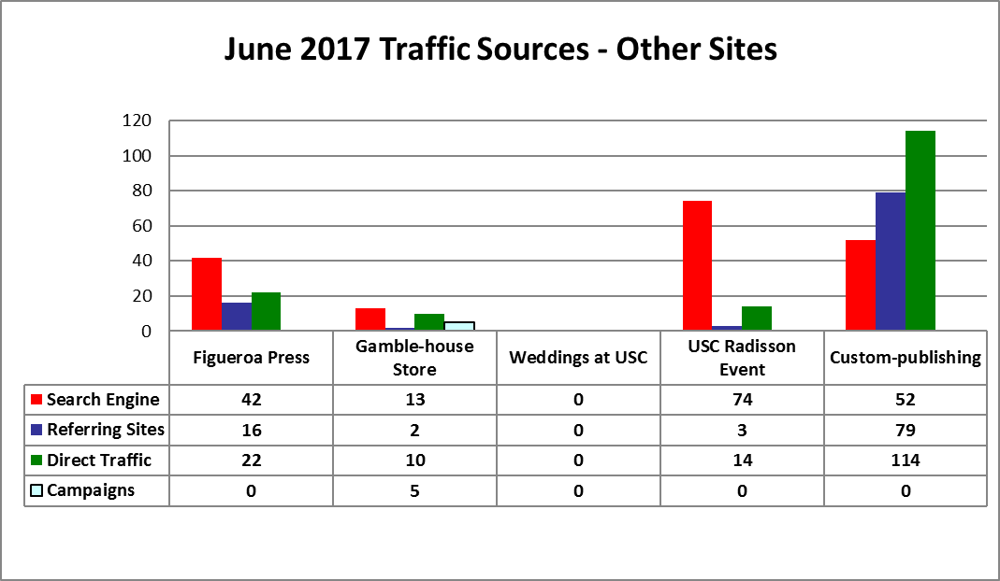 June 2017 Traffic Sources - Other Sites
120
100
80
60
40
20
0
Figueroa Press
Gamble-house
Store
Weddings at USC
USC Radisson
Event
Custom-publishing
Search Engine 42 13 0 74 52
Referring Sites 16 2 0 3 79
Direct Traffic 22 10 0 14 114
Campaigns 0 5 0 0 0